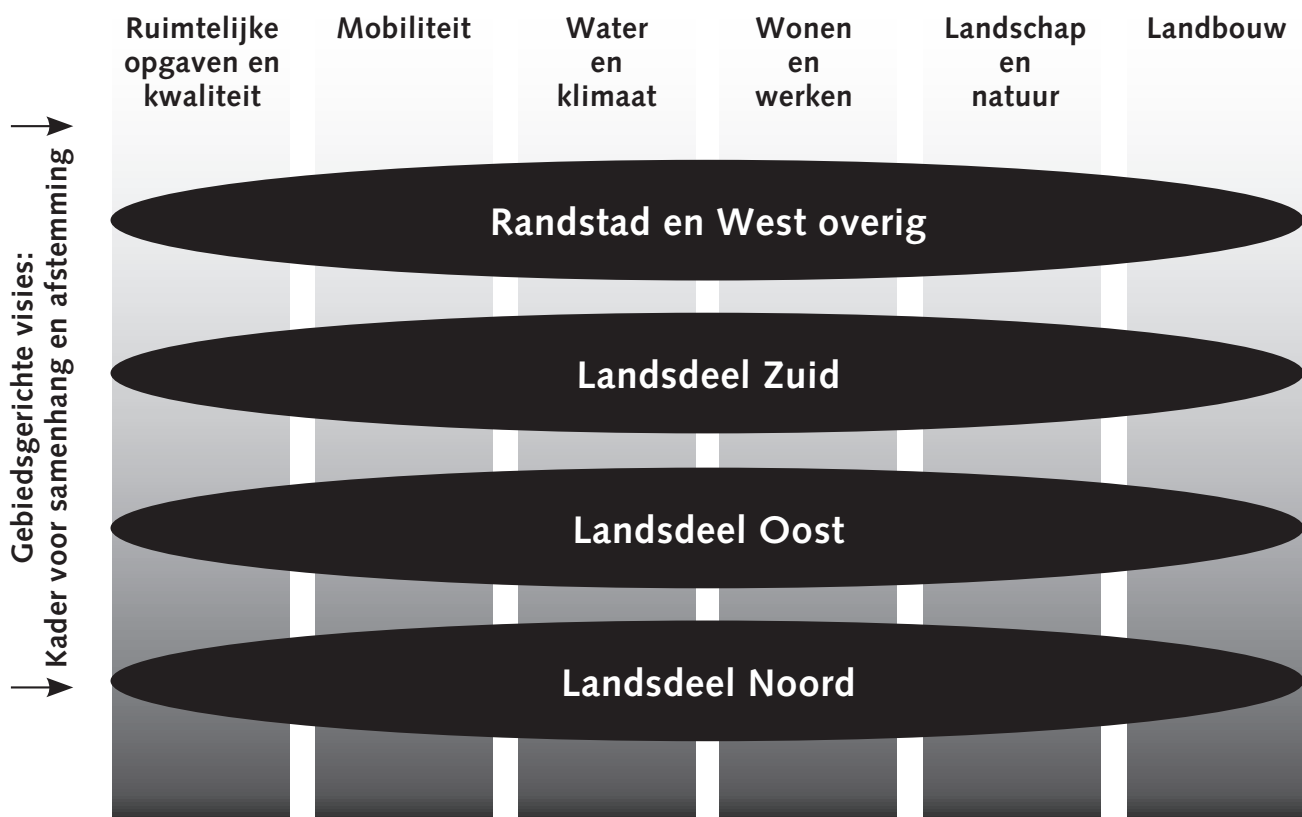 Ruimtelijke
opgaven en
kwaliteit
Mobiliteit
Water
en
klimaat
Wonen
en
werken
Landschap
en
natuur
Landbouw
Gebiedsgerichte visies:
Kader voor samenhang en afstemming
Randstad en West overig
Landsdeel Zuid
Landsdeel Oost
Landsdeel Noord